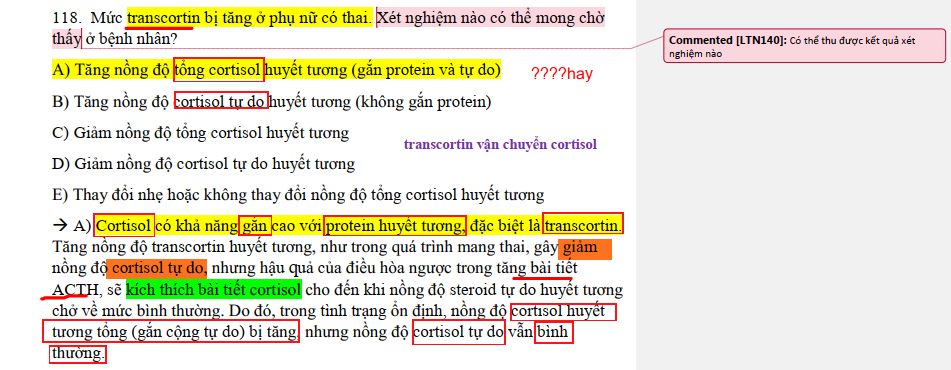 118. Mức transcortin bị tăng ở phụ nữ có thai. Xét nghiệm nào có thể mong chờ
thấy ở bệnh nhân?
Commented [LTN140]: Có thể thu được kết quả xét
nghiệm nào
A) Tăng nồng độ tổng cortisol huyết tương (gắn protein và tự do)
????hay
B) Tăng nồng độ cortisol tự do huyết tương (không gắn protein)
C) Giảm nồng độ tổng cortisol huyết tương
transcortin vận chuyển cortisol
D) Giảm nồng độ cortisol tự do huyết tương
E) Thay đổi nhẹ hoặc không thay đổi nồng độ tổng cortisol huyết tương
→ A) Cortisol có khả năng gắn cao với protein huyết tương, đặc biệt là transcortin.
Tăng nồng độ transcortin huyết tương, như trong quá trình mang thai, gây giảm
nồng độ cortisol tự do, nhưng hậu quả của điều hòa ngược trong tăng bài tiết
ACTH, sẽ kích thích bài tiết cortisol cho đến khi nồng độ steroid tự do huyết tương
chở về mức bình thường. Do đó, trong tình trạng ổn định, nồng độ cortisol huyết
tương tổng (gắn cộng tự do) bị tăng, nhưng nồng độ cortisol tự do vẫn bình
thường.